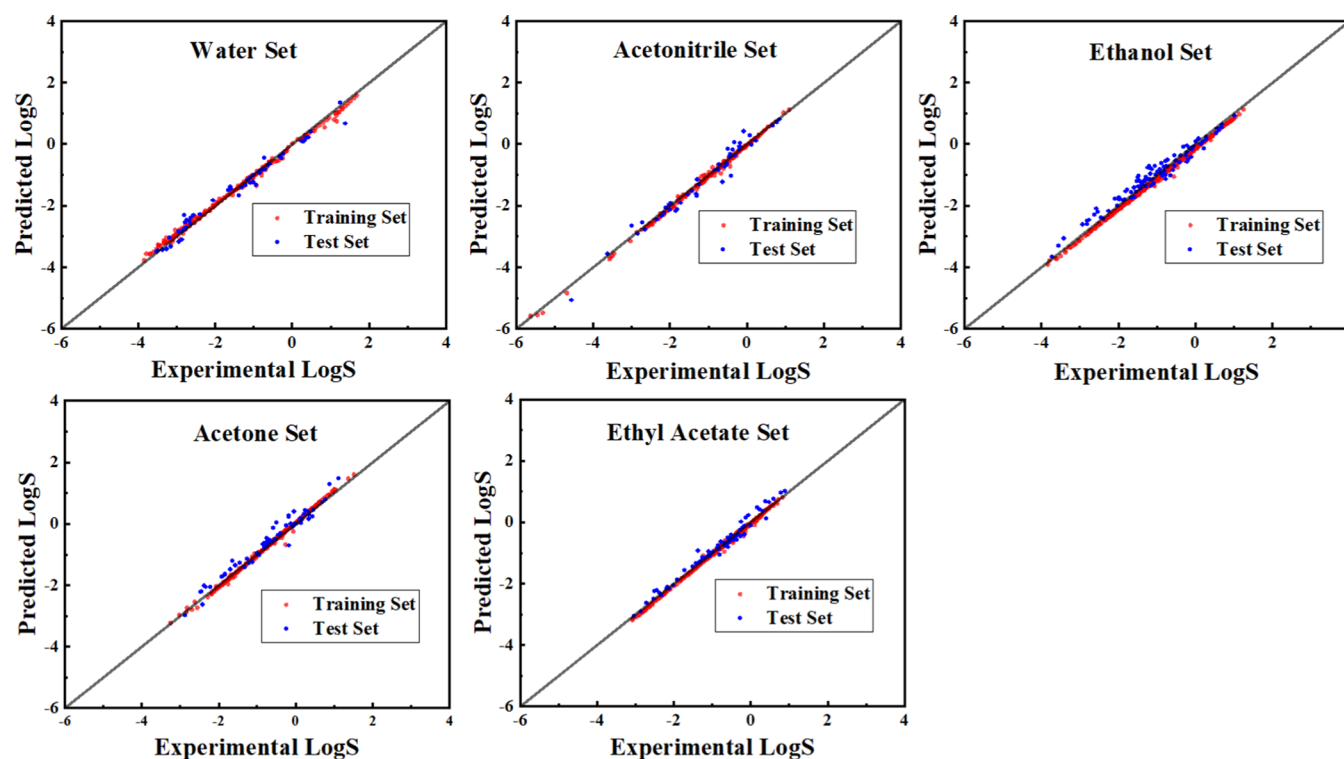 Water Set
Predicted LogS
4
2
0
-2
-4
-6
Training Set
Test Set
-6 -4 -2 0 2 4
Experimental LogS
Acetonitrile Set
Predicted LogS
4
2
0
-2
-4
-6
Training Set
Test Set
-6 -4 -2 0 2 4
Experimental LogS
Ethanol Set
Predicted LogS
4
2
0
-2
-4
-6
Training Set
Test Set
-6 -4 -2 0 2
Experimental LogS
Acetone Set
Predicted LogS
4
2
0
-2
-4
-6
Training Set
Test Set
-6 -4 -2 0 2 4
Experimental LogS
Ethyl Acetate Set
Predicted LogS
4
2
0
-2
-4
-6
Training Set
Test Set
-6 -4 -2 0 2 4
Experimental LogS